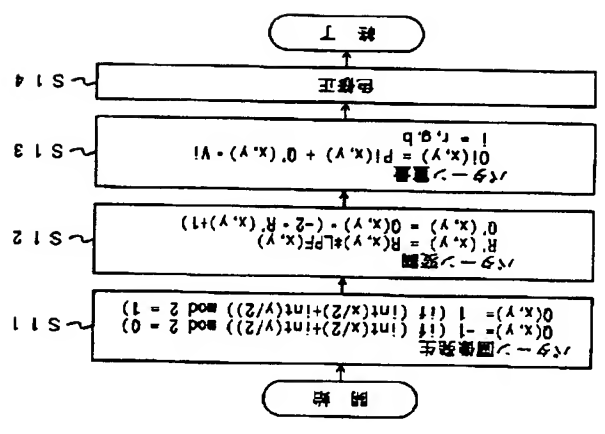 開 始
パターン画像発生
Q(x, y)= -1 (if (int(x/2)+int(y/2)) mod 2 = 0)
Q(x, y)= 1 (if (int(x/2)+int(y/2)) mod 2 = 1)
S11
パターン変調
R'(x, y) = R(x, y)*LPF(x, y)
Q'(x, y) = Q(x, y)・(-2・R'(x, y)+1)
S12
パターン重畳
Oi(x, y) = Pi(x, y) + Q'(x, y)・Vi
i = r, g, b
S13
色修正
S14
終 了